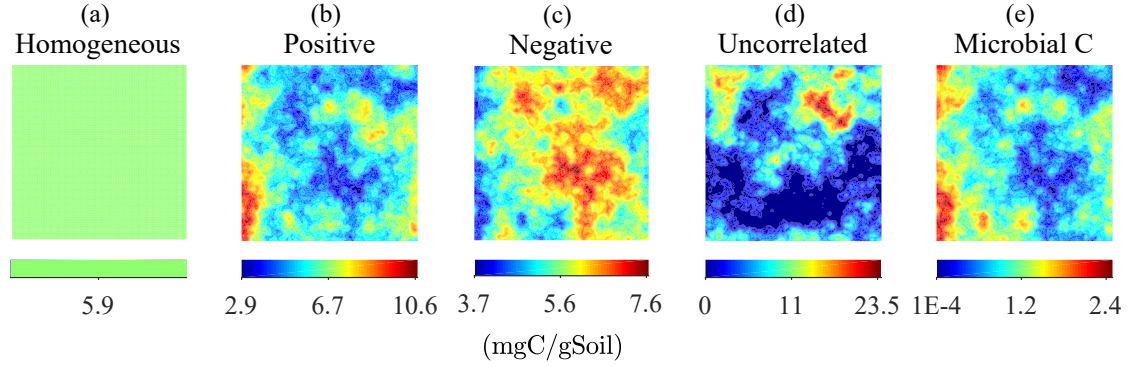 (a) (b) (c) (d) (e)
Homogeneous Positive Negative Uncorrelated Microbial C
5.9 2.9 6.7 10.6 3.7 5.6 7.6 0 11 23.5 1E-4 1.2 2.4
(mgC/gSoil)